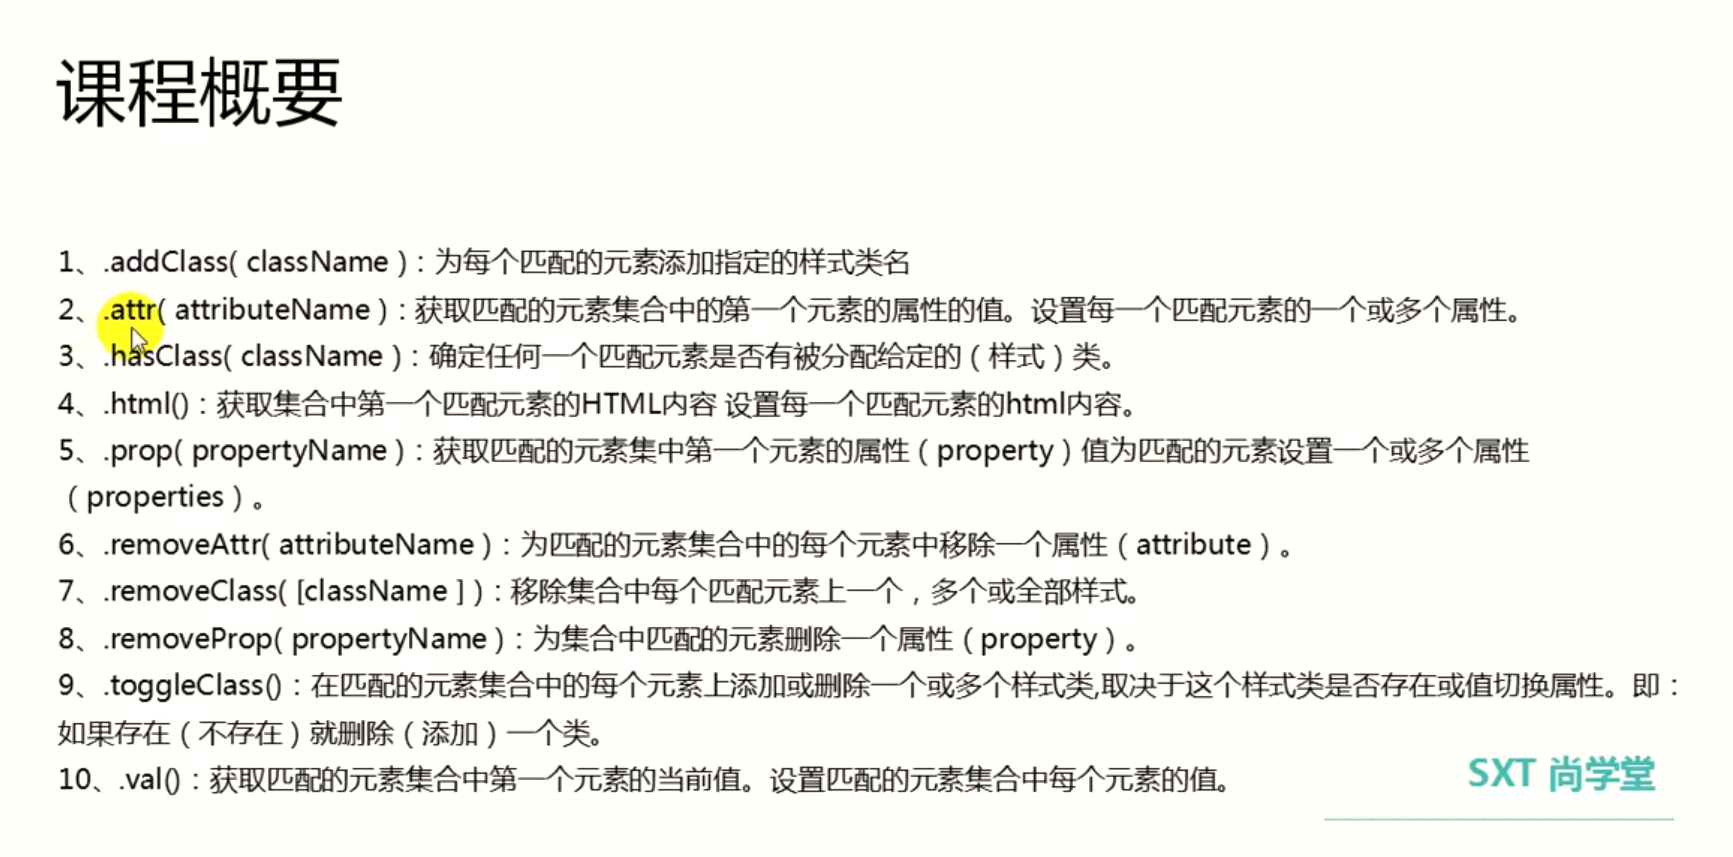 课程概要
1、.addClass( className )：为每个匹配的元素添加指定的样式类名
2、.attr( attributeName )：获取匹配的元素集合中的第一个元素的属性的值。设置每一个匹配元素的一个或多个属性。
3、.hasClass( className )：确定任何一个匹配元素是否有被分配给定的（样式）类。
4、.html()：获取集合中第一个匹配元素的HTML内容 设置每一个匹配元素的html内容。
5、.prop( propertyName )：获取匹配的元素集中第一个元素的属性（property）值为匹配的元素设置一个或多个属性
（properties）。
6、.removeAttr( attributeName )：为匹配的元素集合中的每个元素中移除一个属性（attribute）。
7、.removeClass( [className ] )：移除集合中每个匹配元素上一个，多个或全部样式。
8、.removeProp( propertyName )：为集合中匹配的元素删除一个属性（property）。
9、.toggleClass()：在匹配的元素集合中的每个元素上添加或删除一个或多个样式类,取决于这个样式类是否存在或值切换属性。即：
如果存在（不存在）就删除（添加）一个类。
10、.val()：获取匹配的元素集合中第一个元素的当前值。设置匹配的元素集合中每个元素的值。
SXT 尚学堂